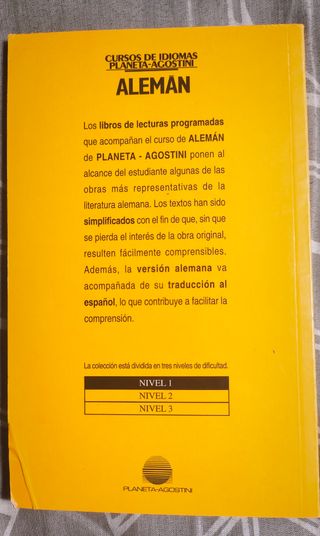 CURSOS DE IDIOMAS
PLANETA-AGOSTINI
ALEMÁN
Los libros de lecturas programadas
que acompañan el curso de ALEMÁN
de PLANETA - AGOSTINI ponen al
alcance del estudiante algunas de las
obras más representativas de la
literatura alemana. Los textos han sido
simplificados con el fin de que, sin que
se pierda el interés de la obra original,
resulten fácilmente comprensibles.
Además, la versión alemana va
acompañada de su traducción al
español, lo que contribuye a facilitar la
comprensión.
La colección está dividida en tres niveles de dificultad.
NIVEL 1
NIVEL 2
NIVEL 3
PLANETA-AGOSTINI